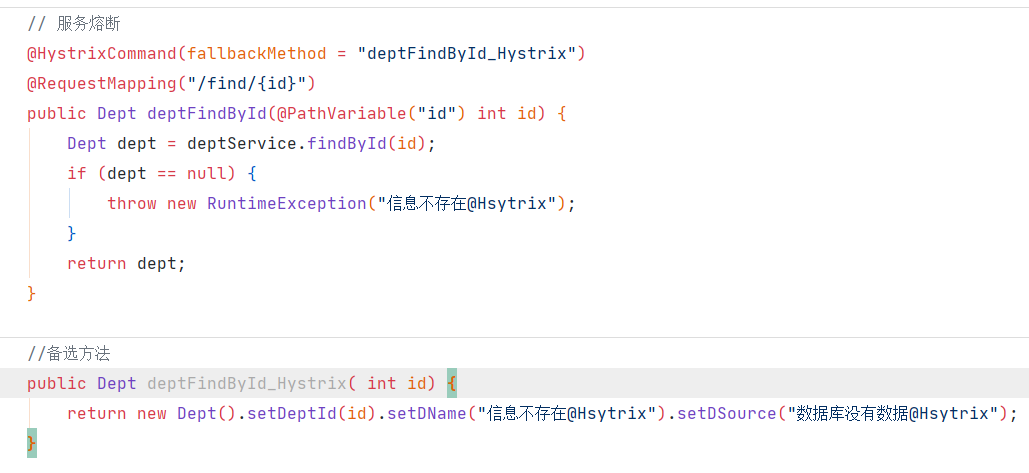 // 服务熔断
@HystrixCommand(fallbackMethod = "deptFindById_Hystrix")
@RequestMapping("/find/{id}")
public Dept deptFindById(@PathVariable("id") int id) {
    Dept dept = deptService.findById(id);
    if (dept == null) {
        throw new RuntimeException("信息不存在@Hsytrix");
    }
    return dept;
}
//备选方法
public Dept deptFindById_Hystrix( int id) {
    return new Dept().setDeptId(id).setDName("信息不存在@Hsytrix").setDSource("数据库没有数据@Hsytrix");
}